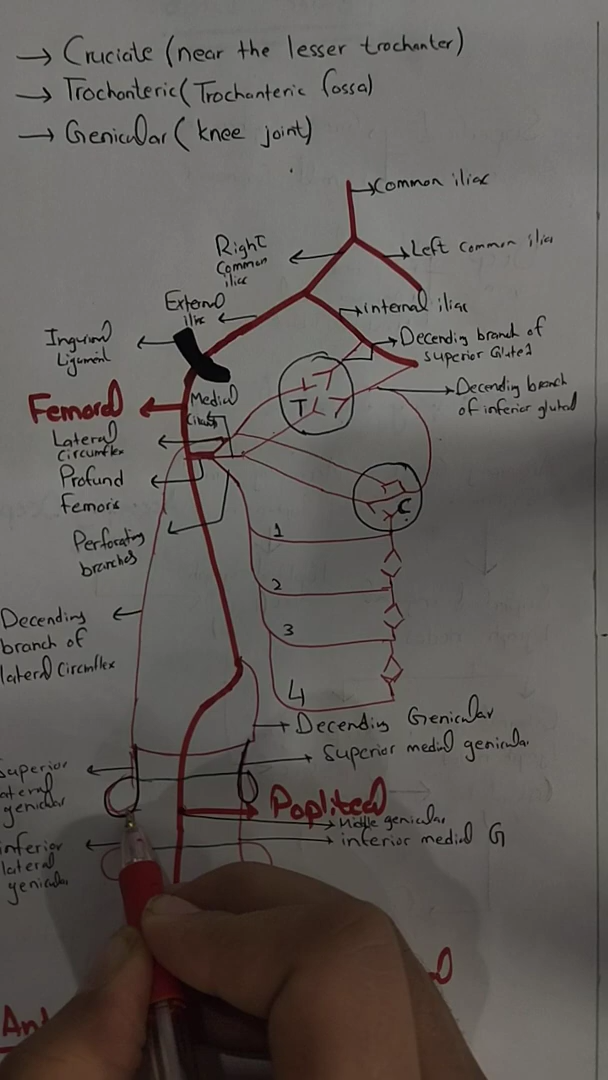 → Cruciate (near the lesser trochanter)
→ Trochanteric (Trochanteric fossa)
→ Genicular (knee joint)
Common iliac
Right
Common
iliac
Left common iliac
External
iliac
internal iliac
Inguinal
Ligament
Decending branch of
superior Gluteal
Femoral
Medial
T
Decending branch
of inferior gluteal
Lateral
Circumflex
Profund
Femoris
C
Perforating
branches
1
2
3
4
Decending
branch of
lateral Circmflex
Decending Genicular
Superior medial genicular
Superior
lateral
genicular
Popliteal
Middle genicular
inferior medial G
inferior
lateral
genicular
Ant